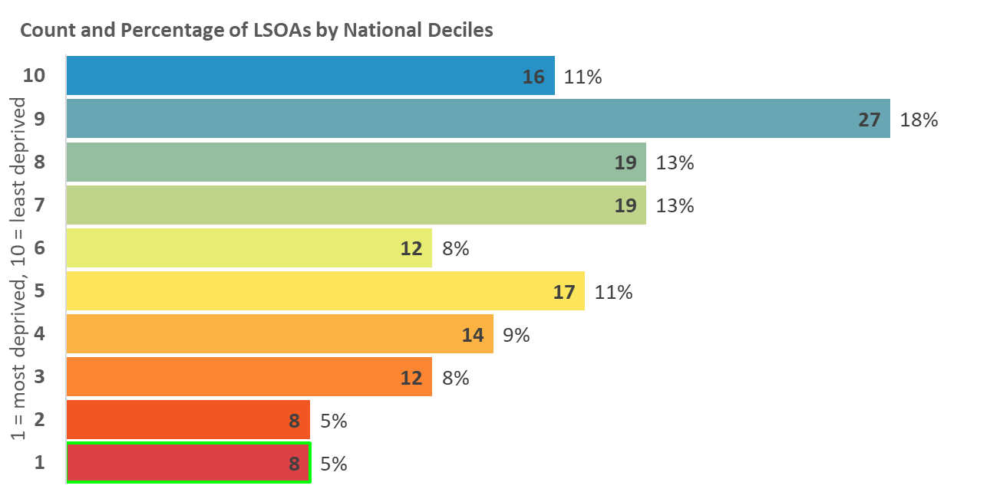 Count and Percentage of LSOAs by National Deciles
1 = most deprived, 10 = least deprived
10 16 11%
9 27 18%
8 19 13%
7 19 13%
6 12 8%
5 17 11%
4 14 9%
3 12 8%
2 8 5%
1 8 5%